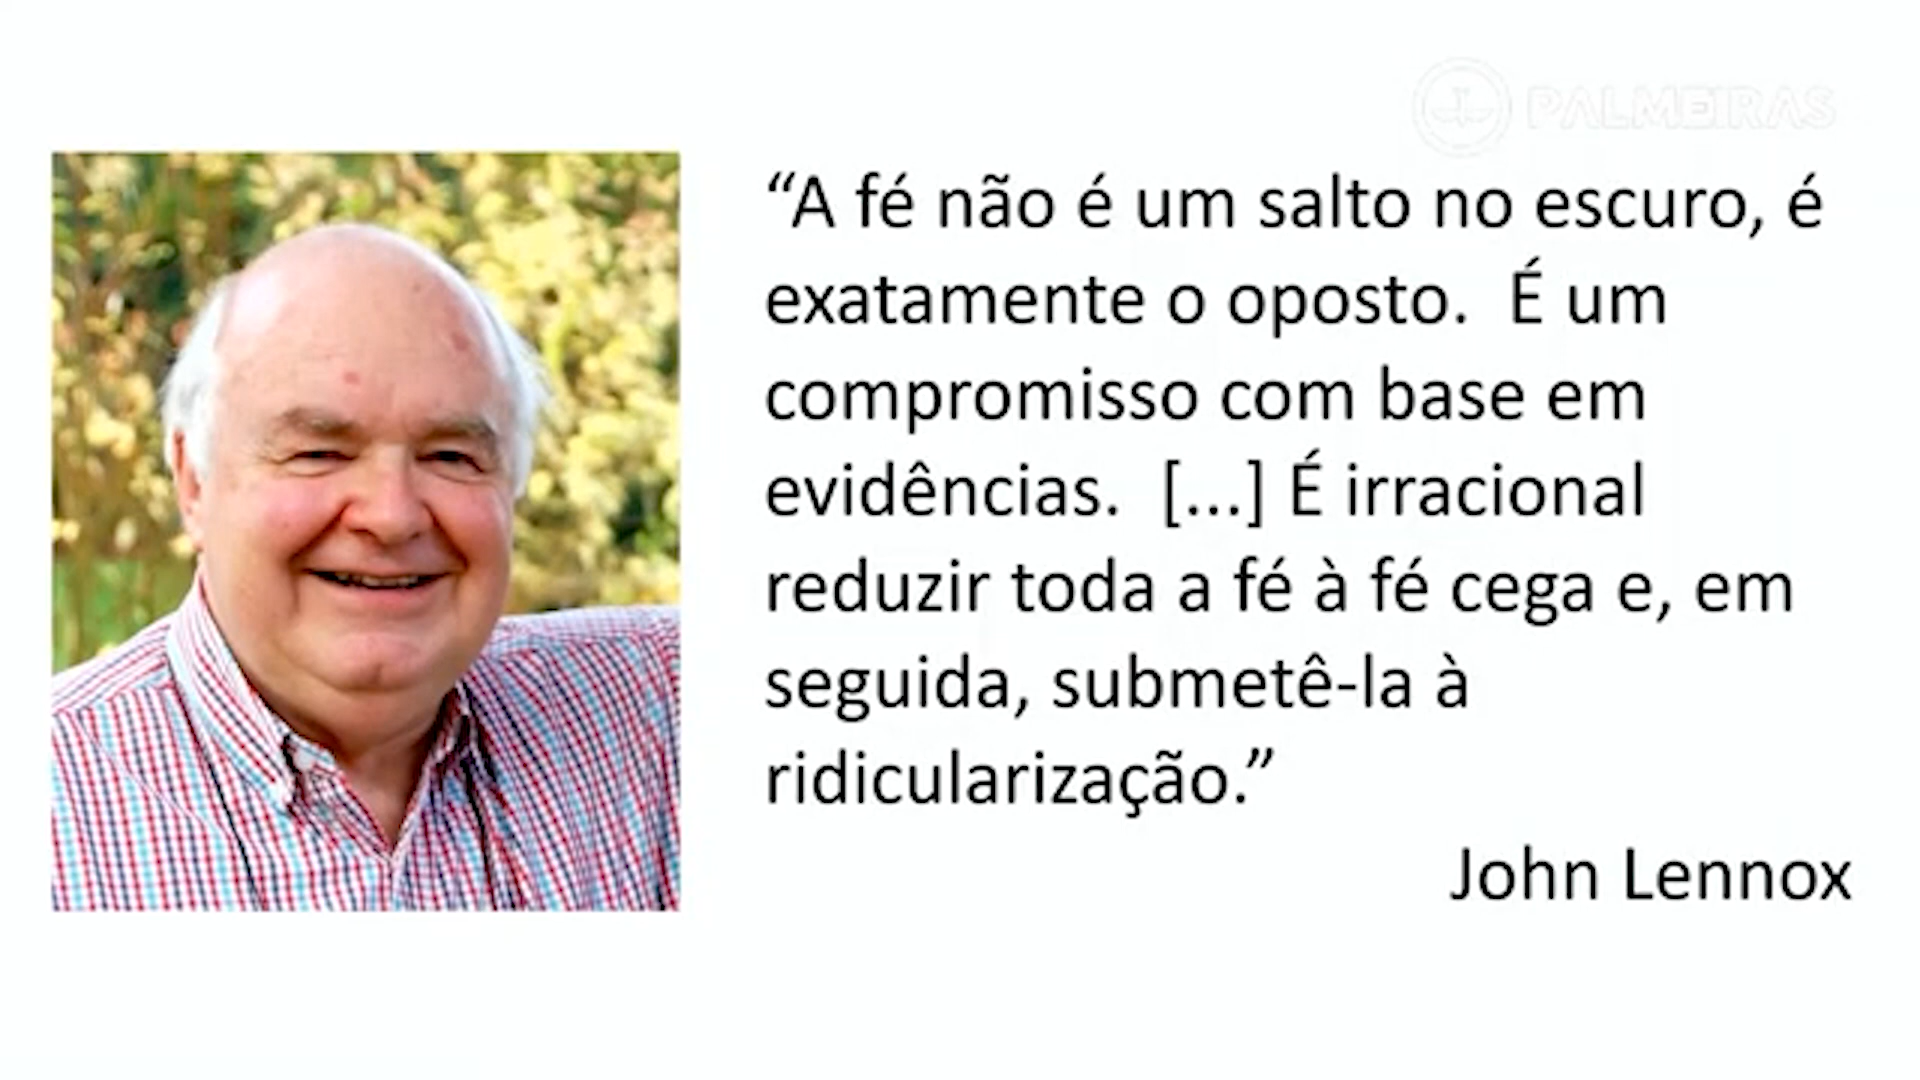 PALMEIRAS
“A fé não é um salto no escuro, é
exatamente o oposto.  É um
compromisso com base em
evidências.  [...] É irracional
reduzir toda a fé à fé cega e, em
seguida, submetê-la à
ridicularização.”
John Lennox